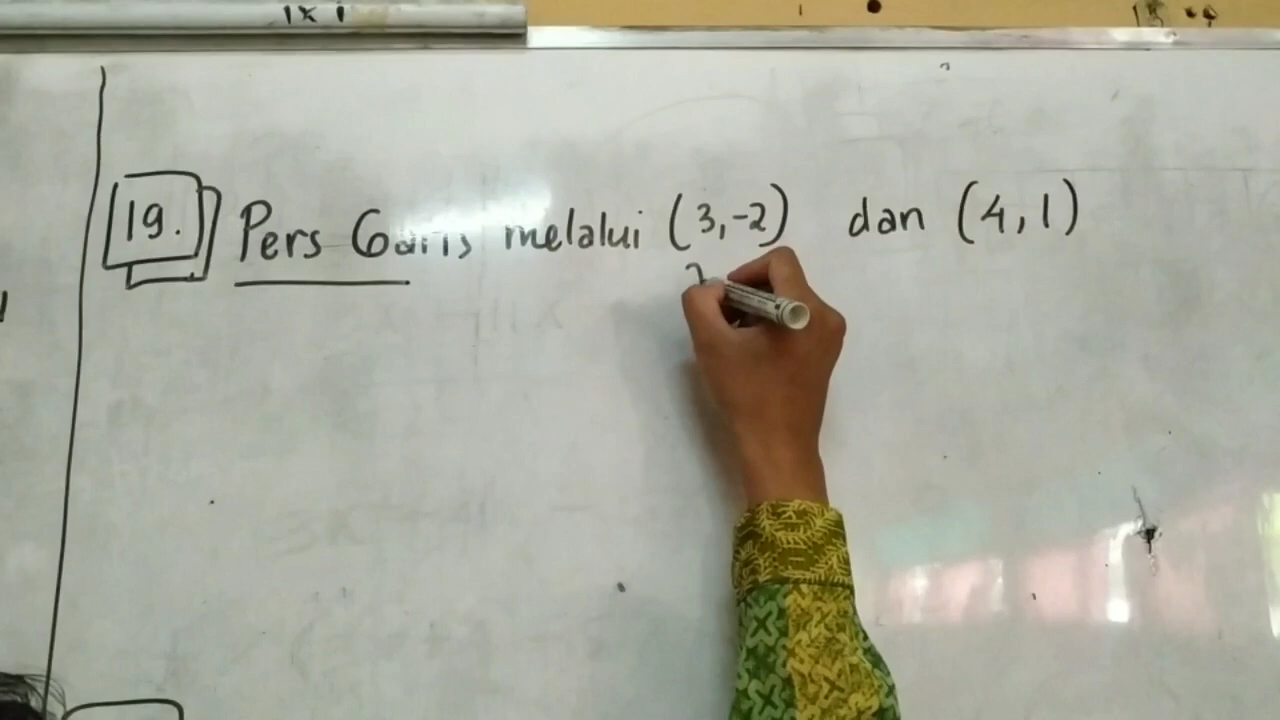 19. Pers Garis melalui (3,-2) dan (4,1)